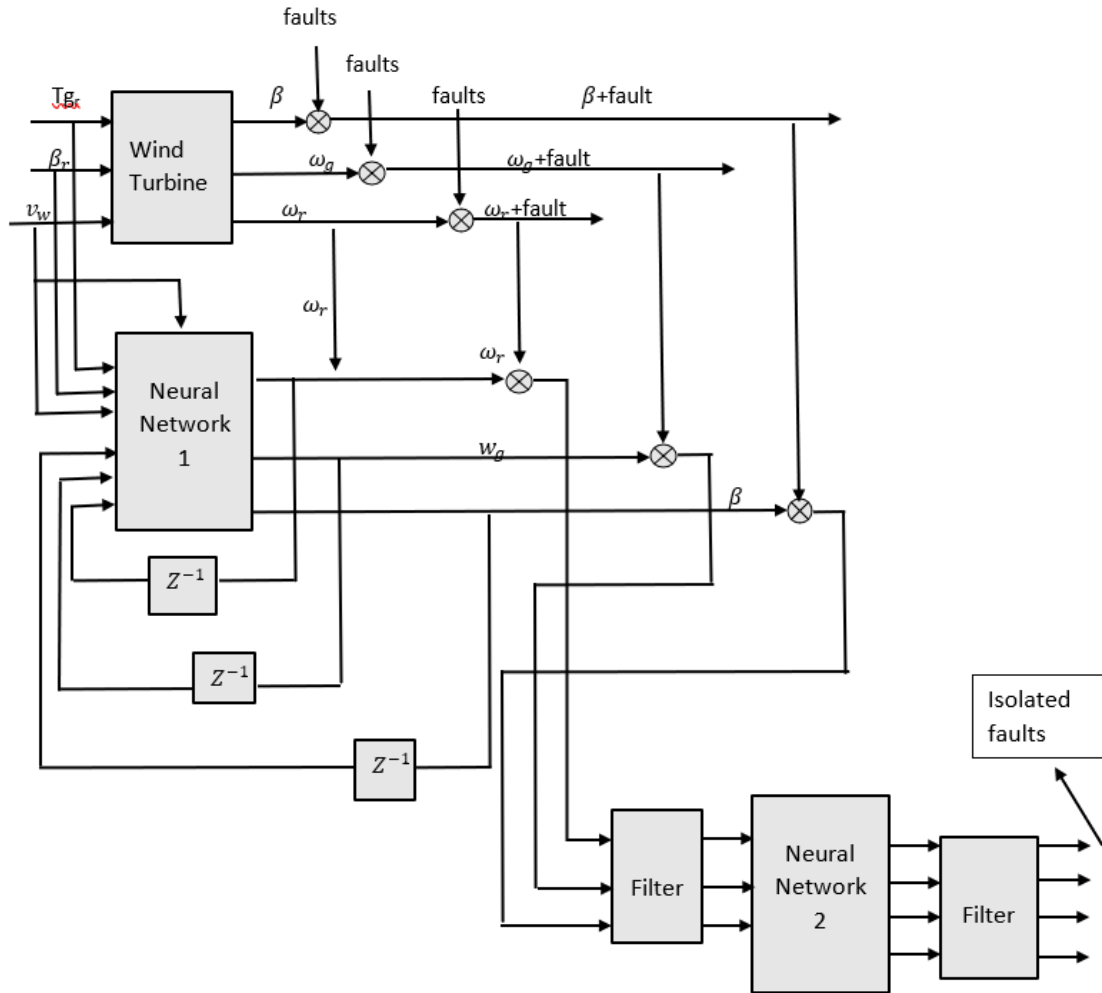 faults
faults
faults
Tgr
β
β+fault
βr
Wind
Turbine
ωg
ωg+fault
vw
ωr
ωr+fault
ωr
ωr
Neural
Network
1
wg
β
Z⁻¹
Z⁻¹
Z⁻¹
Isolated
faults
Filter
Neural
Network
2
Filter